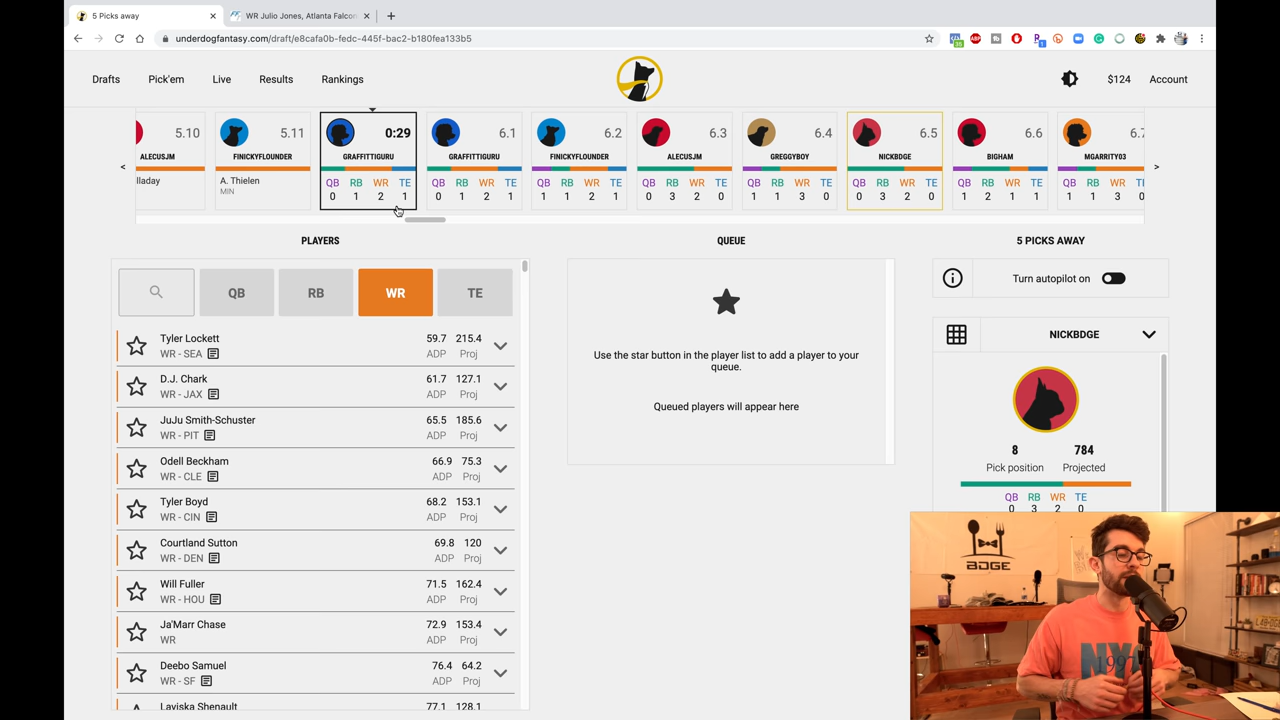 5 Picks away
WR Julio Jones, Atlanta Falcon
underdogfantasy.com/draft/e8cafa0b-fedc-445f-bac2-b180fea133b5
Drafts
Pick'em
Live
Results
Rankings
$124
Account
5.10
5.11
0:29
6.1
6.2
6.3
6.4
6.5
6.6
6.7
ALECUSJM
FINICKYFLOUNDER
GRAFFITTIGURU
GRAFFITTIGURU
FINICKYFLOUNDER
ALECUSJM
GREGGYBOY
NICKBDGE
BIGHAM
MGARRITY03
lladay
A. Thielen
MIN
QB RB WR TE
0 1 2 1
QB RB WR TE
0 1 2 1
QB RB WR TE
1 1 2 1
QB RB WR TE
0 3 2 0
QB RB WR TE
1 1 3 0
QB RB WR TE
0 3 2 0
QB RB WR TE
1 2 1 1
QB RB WR TE
1 1 3 0
PLAYERS
QB
RB
WR
TE
Tyler Lockett 59.7 215.4
WR - SEA ADP Proj
D.J. Chark 61.7 127.1
WR - JAX ADP Proj
JuJu Smith-Schuster 65.5 185.6
WR - PIT ADP Proj
Odell Beckham 66.9 75.3
WR - CLE ADP Proj
Tyler Boyd 68.2 153.1
WR - CIN ADP Proj
Courtland Sutton 69.8 120
WR - DEN ADP Proj
Will Fuller 71.5 162.4
WR - HOU ADP Proj
Ja'Marr Chase 72.9 153.4
WR ADP Proj
Deebo Samuel 76.4 64.2
WR - SF ADP Proj
Laviska Shenault 77.1 128.1
QUEUE
Use the star button in the player list to add a player to your
queue.
Queued players will appear here
5 PICKS AWAY
Turn autopilot on
NICKBDGE
8 784
Pick position Projected
QB RB WR TE
0 3 2 0
BDGE
NYC
1997